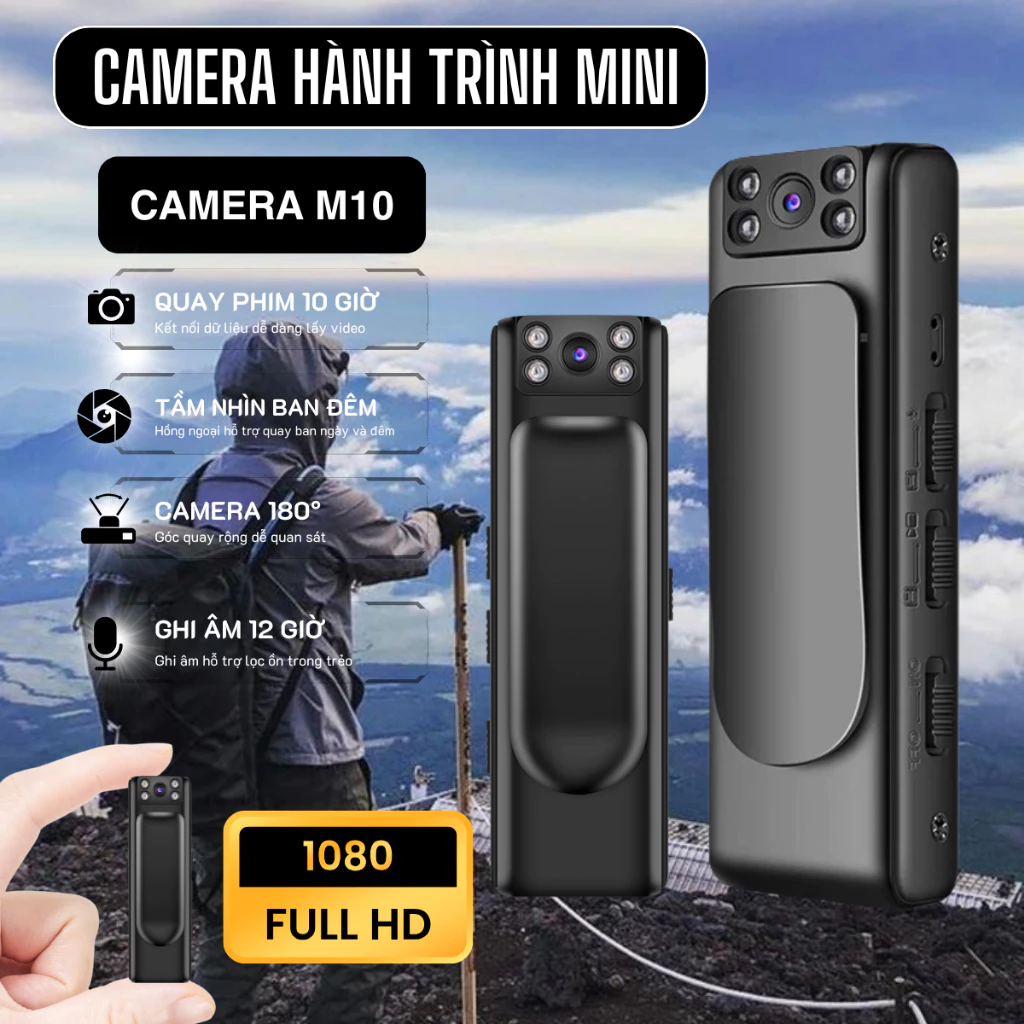 CAMERA HÀNH TRÌNH MINI
CAMERA M10
QUAY PHIM 10 GIỜ
Kết nối dữ liệu dễ dàng lấy video
TẦM NHÌN BAN ĐÊM
Hồng ngoại hỗ trợ quay ban ngày và đêm
CAMERA 180°
Góc quay rộng dễ quan sát
GHI ÂM 12 GIỜ
Ghi âm hỗ trợ lọc ồn trong trẻo
1080
FULL HD